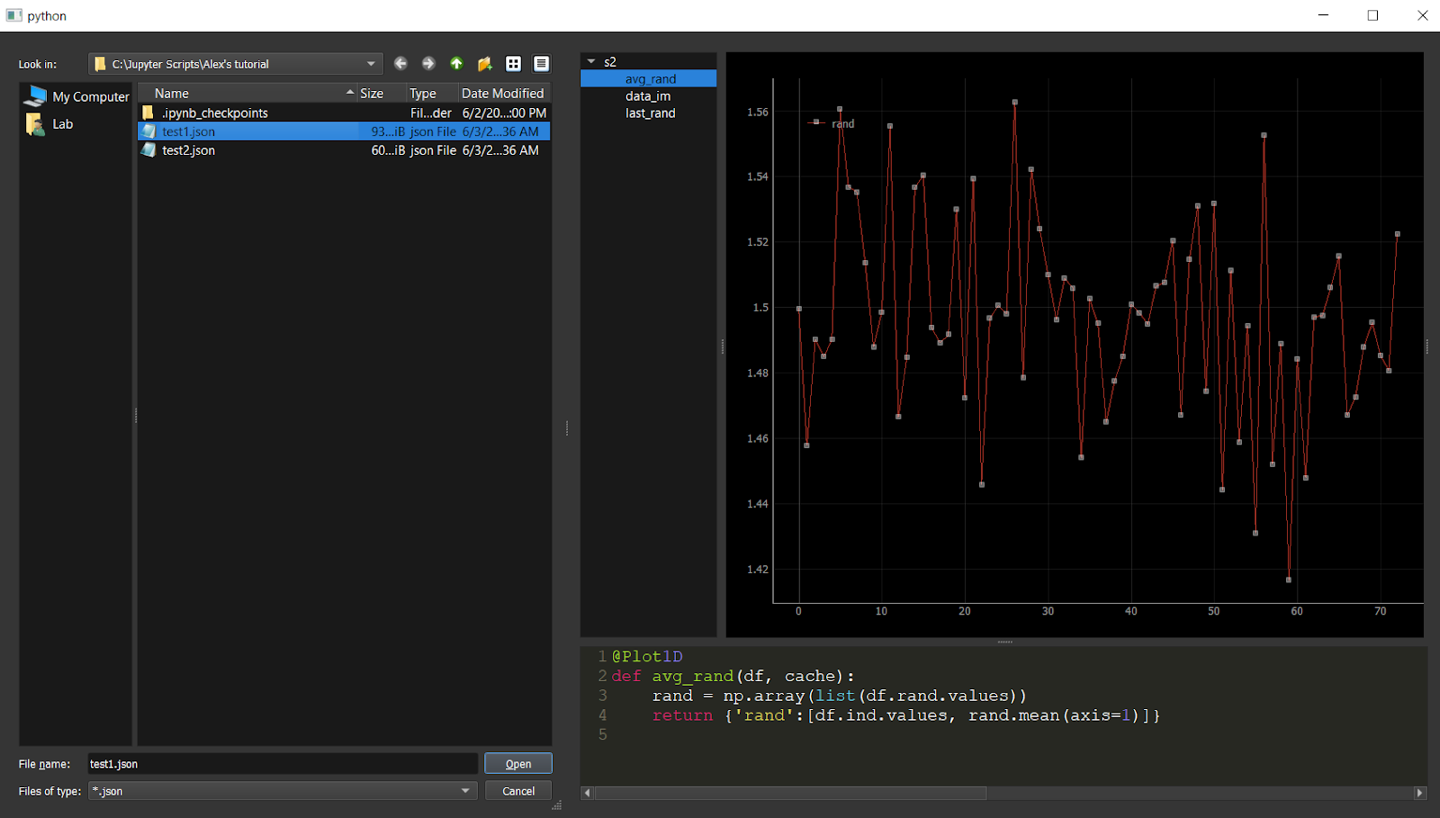 python
Look in:
C:\Jupyter Scripts\Alex's tutorial
My Computer
Lab
Name Size Type Date Modified
.ipynb_checkpoints Fil...der 6/2/20...:00 PM
test1.json 93...iB json File 6/3/2...36 AM
test2.json 60...iB json File 6/3/2...36 AM
File name: test1.json Open
Files of type: *.json Cancel
s2
avg_rand
data_im
last_rand
rand
1.56
1.54
1.52
1.5
1.48
1.46
1.44
1.42
0 10 20 30 40 50 60 70
1 @Plot1D
2 def avg_rand(df, cache):
3 rand = np.array(list(df.rand.values))
4 return {'rand':[df.ind.values, rand.mean(axis=1)]}
5